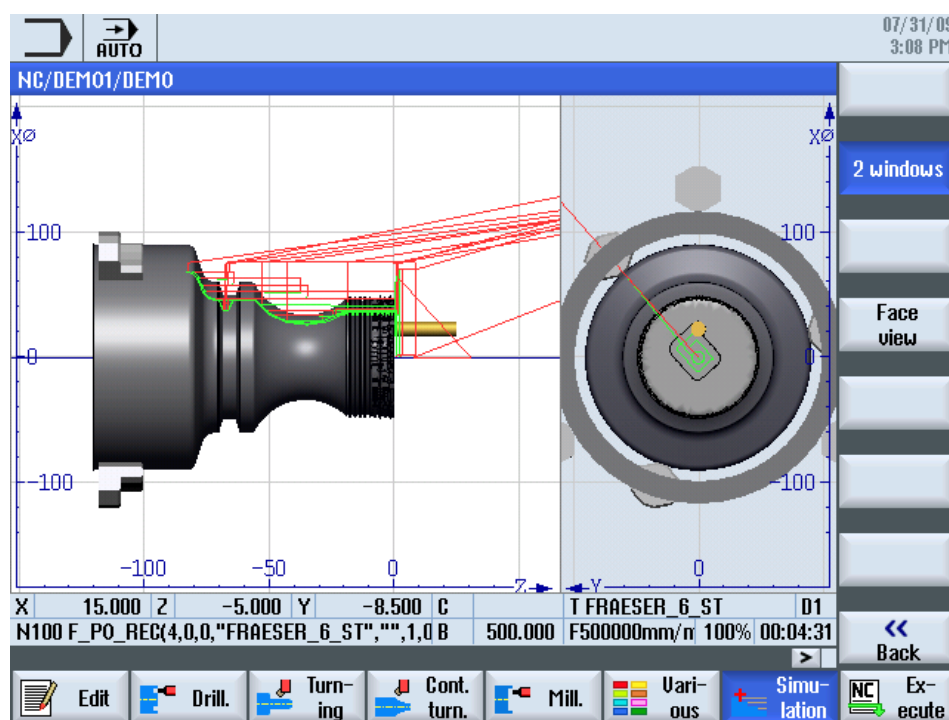 07/31/09
3:08 PM
AUTO
NC/DEMO1/DEMO
XØ
XØ
2 windows
100
100
Face
view
0
0
-100
-100
-100
-50
0
Z
0
Y
X 15.000 Z -5.000 Y -8.500 C T FRAESER_6_ST D1
N100 F_PO_REC(4,0,0,"FRAESER_6_ST","",1,0 B 500.000 F500000mm/n 100% 00:04:31
«
Back
>
Edit
Drill.
Turn-
ing
Cont.
turn.
Mill.
Vari-
ous
Simu-
lation
NC
Ex-
ecute